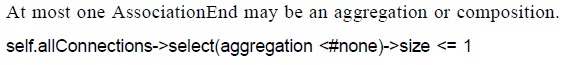 At most one AssociationEnd may be an aggregation or composition.
self.allConnections->select(aggregation <#none)->size <= 1